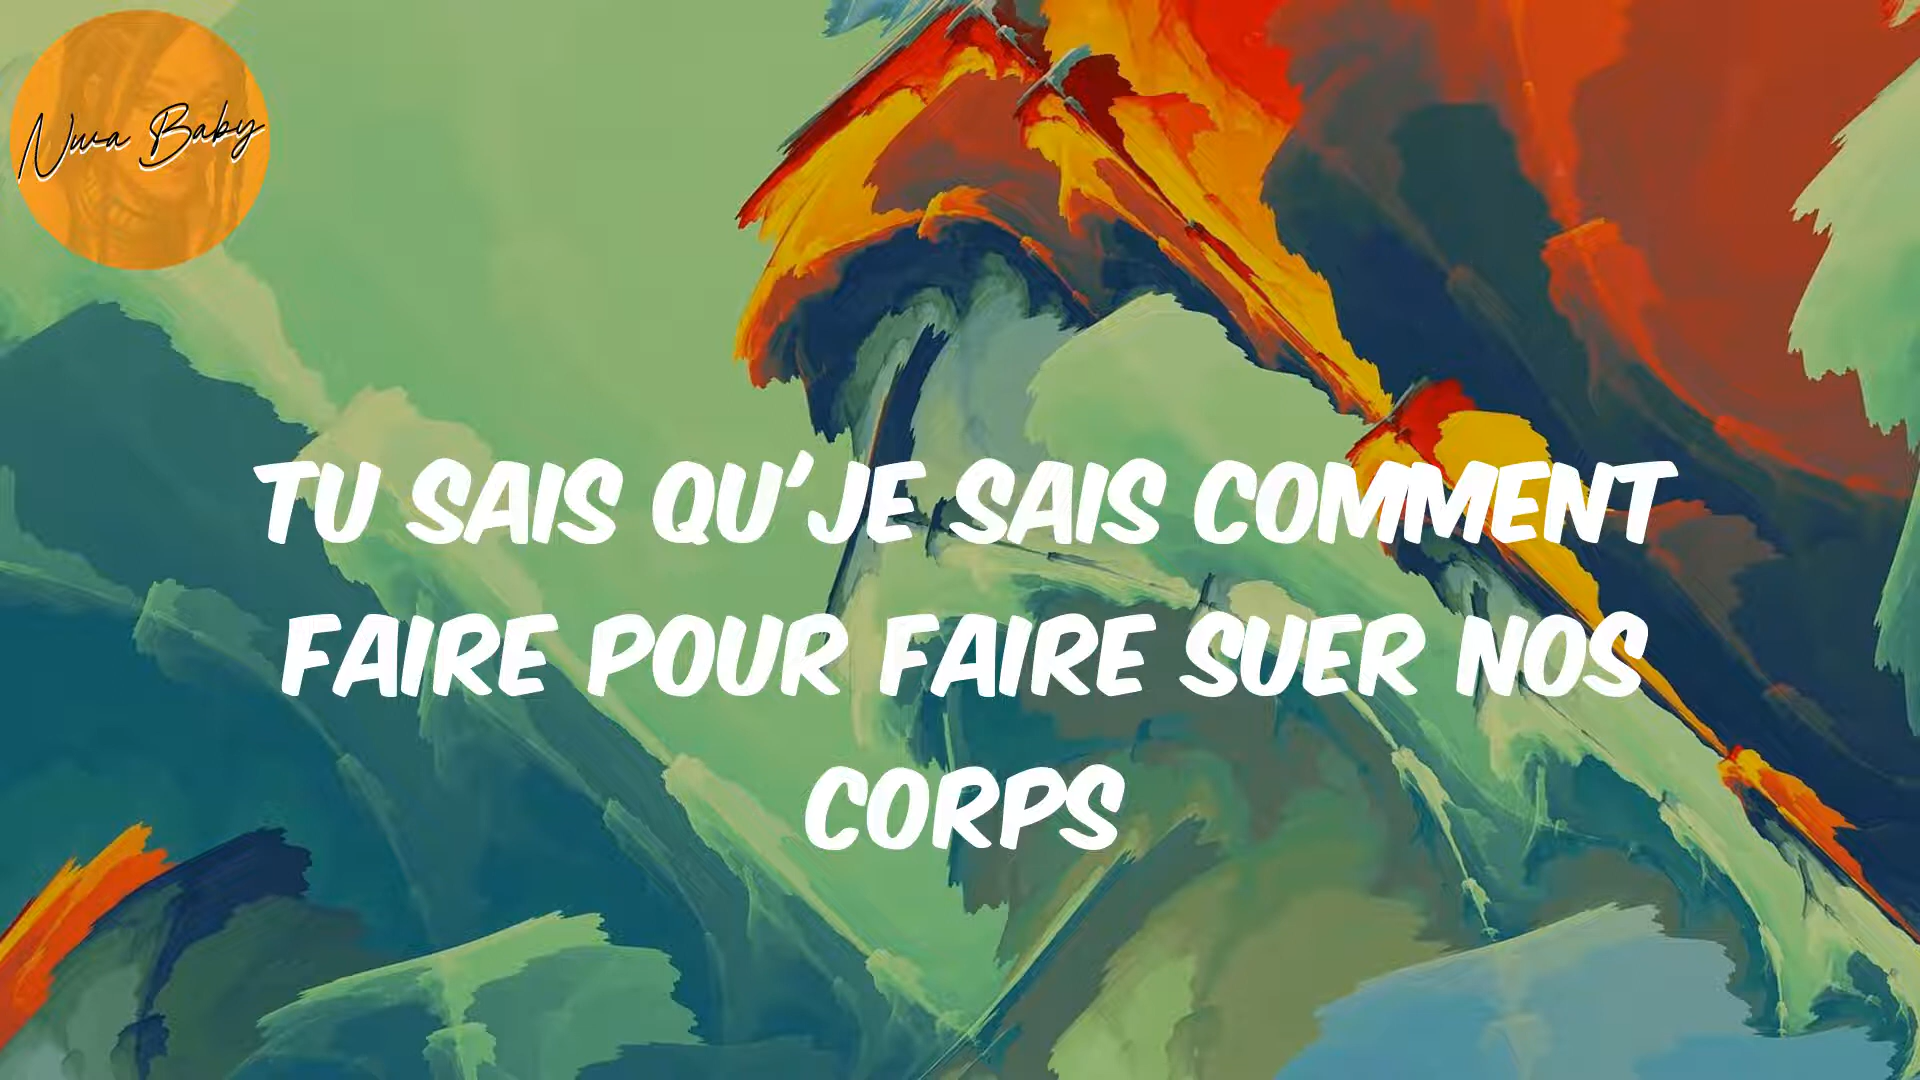 Nwa Baby
TU SAIS QU'JE SAIS COMMENT
FAIRE POUR FAIRE SUER NOS
CORPS